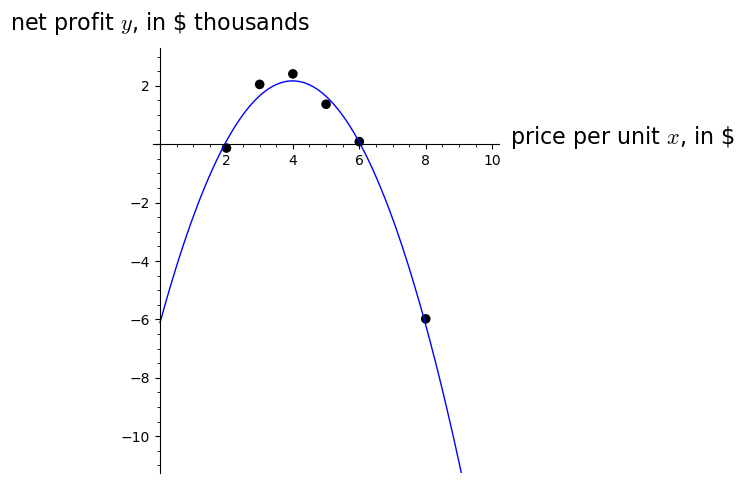 net profit y, in $ thousands
2
price per unit x, in $
2 4 6 8 10
−2
−4
−6
−8
−10